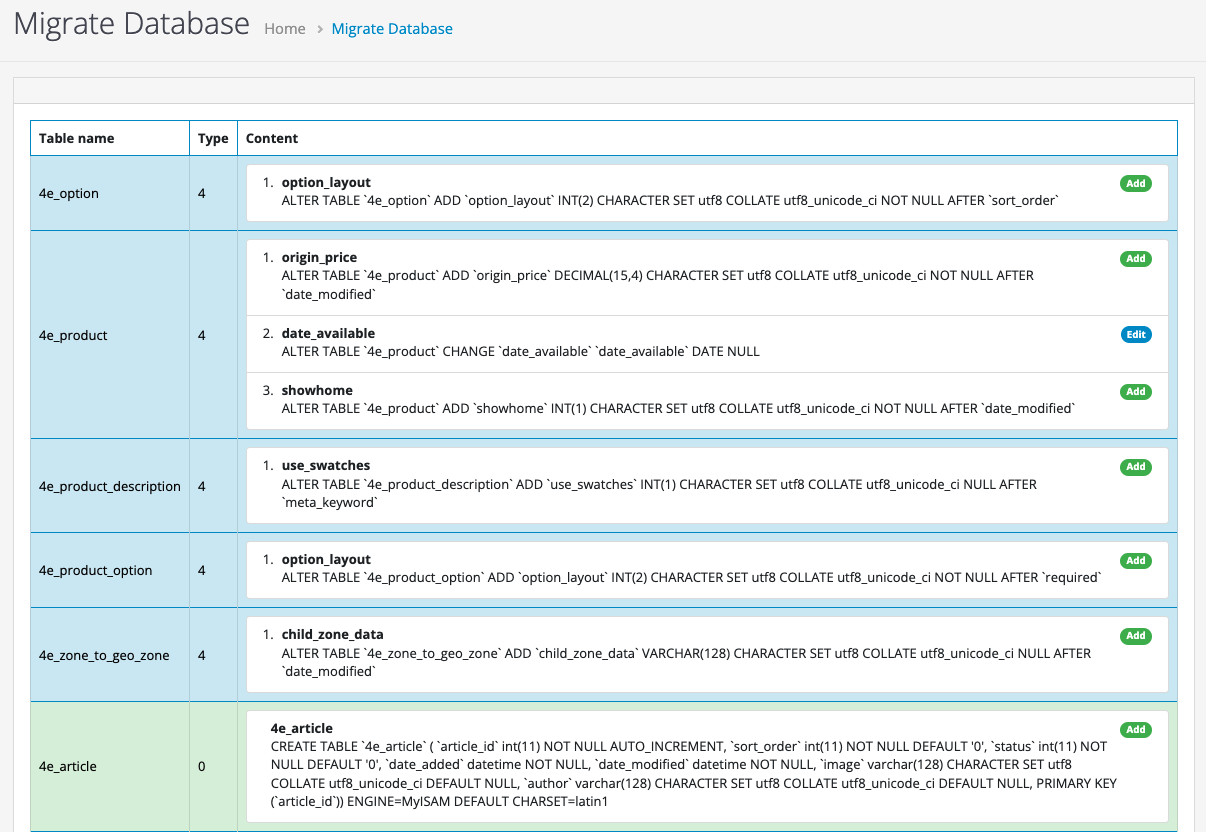 Migrate Database Home › Migrate Database
Table name Type Content
4e_option 4
1. option_layout Add
ALTER TABLE `4e_option` ADD `option_layout` INT(2) CHARACTER SET utf8 COLLATE utf8_unicode_ci NOT NULL AFTER `sort_order`
4e_product 4
1. origin_price Add
ALTER TABLE `4e_product` ADD `origin_price` DECIMAL(15,4) CHARACTER SET utf8 COLLATE utf8_unicode_ci NOT NULL AFTER
`date_modified`
2. date_available Edit
ALTER TABLE `4e_product` CHANGE `date_available` `date_available` DATE NULL
3. showhome Add
ALTER TABLE `4e_product` ADD `showhome` INT(1) CHARACTER SET utf8 COLLATE utf8_unicode_ci NOT NULL AFTER `date_modified`
4e_product_description 4
1. use_swatches Add
ALTER TABLE `4e_product_description` ADD `use_swatches` INT(1) CHARACTER SET utf8 COLLATE utf8_unicode_ci NULL AFTER
`meta_keyword`
4e_product_option 4
1. option_layout Add
ALTER TABLE `4e_product_option` ADD `option_layout` INT(2) CHARACTER SET utf8 COLLATE utf8_unicode_ci NOT NULL AFTER `required`
4e_zone_to_geo_zone 4
1. child_zone_data Add
ALTER TABLE `4e_zone_to_geo_zone` ADD `child_zone_data` VARCHAR(128) CHARACTER SET utf8 COLLATE utf8_unicode_ci NULL AFTER
`date_modified`
4e_article 0
4e_article Add
CREATE TABLE `4e_article` ( `article_id` int(11) NOT NULL AUTO_INCREMENT, `sort_order` int(11) NOT NULL DEFAULT '0', `status` int(11) NOT
NULL DEFAULT '0', `date_added` datetime NOT NULL, `date_modified` datetime NOT NULL, `image` varchar(128) CHARACTER SET utf8
COLLATE utf8_unicode_ci DEFAULT NULL, `author` varchar(128) CHARACTER SET utf8 COLLATE utf8_unicode_ci DEFAULT NULL, PRIMARY KEY
(`article_id`)) ENGINE=MyISAM DEFAULT CHARSET=latin1